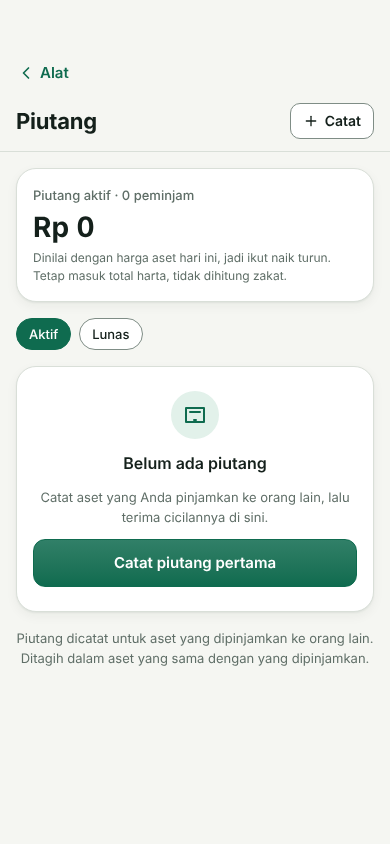 Alat
Piutang
Catat
Piutang aktif · 0 peminjam
Rp 0
Dinilai dengan harga aset hari ini, jadi ikut naik turun.
Tetap masuk total harta, tidak dihitung zakat.
Aktif
Lunas
Belum ada piutang
Catat aset yang Anda pinjamkan ke orang lain, lalu
terima cicilannya di sini.
Catat piutang pertama
Piutang dicatat untuk aset yang dipinjamkan ke orang lain.
Ditagih dalam aset yang sama dengan yang dipinjamkan.